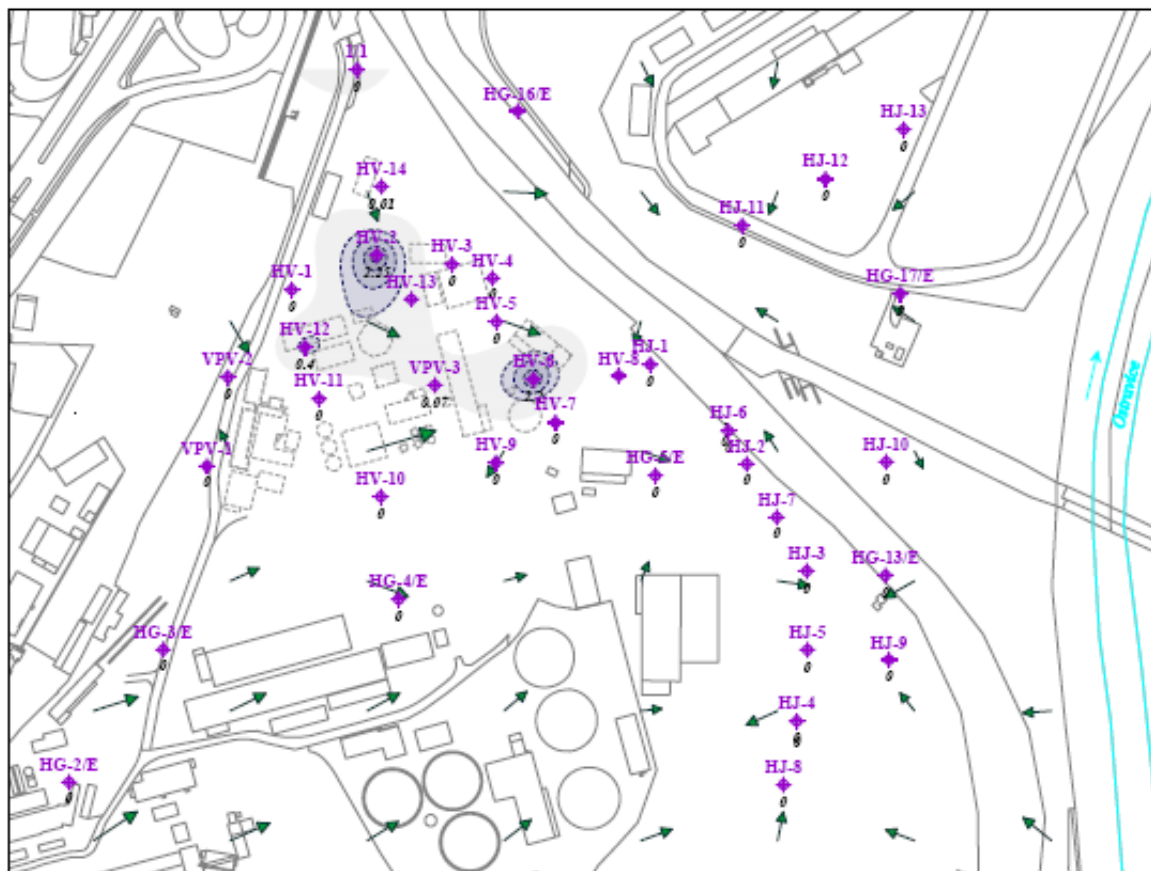 I/1
0
HG-16/E
HJ-13
0
HJ-12
0
HV-14
0.01
HJ-11
0
HV-2
2.25
HV-3
0
HV-4
0
HV-1
0
HV-13
HG-17/E
HV-5
0
HV-12
0.4
VPV-2
0
HV-11
0
VPV-3
0.07
HV-8
HJ-1
0
HV-7
0
HJ-6
0
HJ-2
0
HJ-10
0
HV-9
0
HV-10
0
HJ-7
0
HJ-3
0
HG-13/E
HG-4/E
0
HG-3/E
0
HJ-5
0
HJ-9
0
HJ-4
HG-2/E
0
HJ-8
0
Ostravice